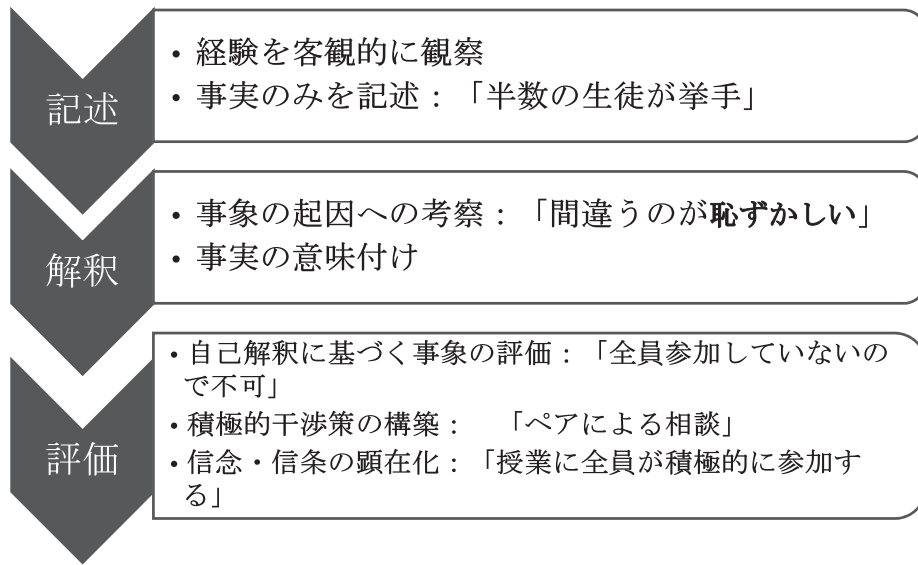 記述
• 経験を客観的に観察
• 事実のみを記述：「半数の生徒が挙手」
解釈
• 事象の起因への考察：「間違うのが恥ずかしい」
• 事実の意味付け
評価
• 自己解釈に基づく事象の評価：「全員参加していないの
で不可」
• 積極的干渉策の構築：　「ペアによる相談」
• 信念・信条の顕在化：「授業に全員が積極的に参加す
る」